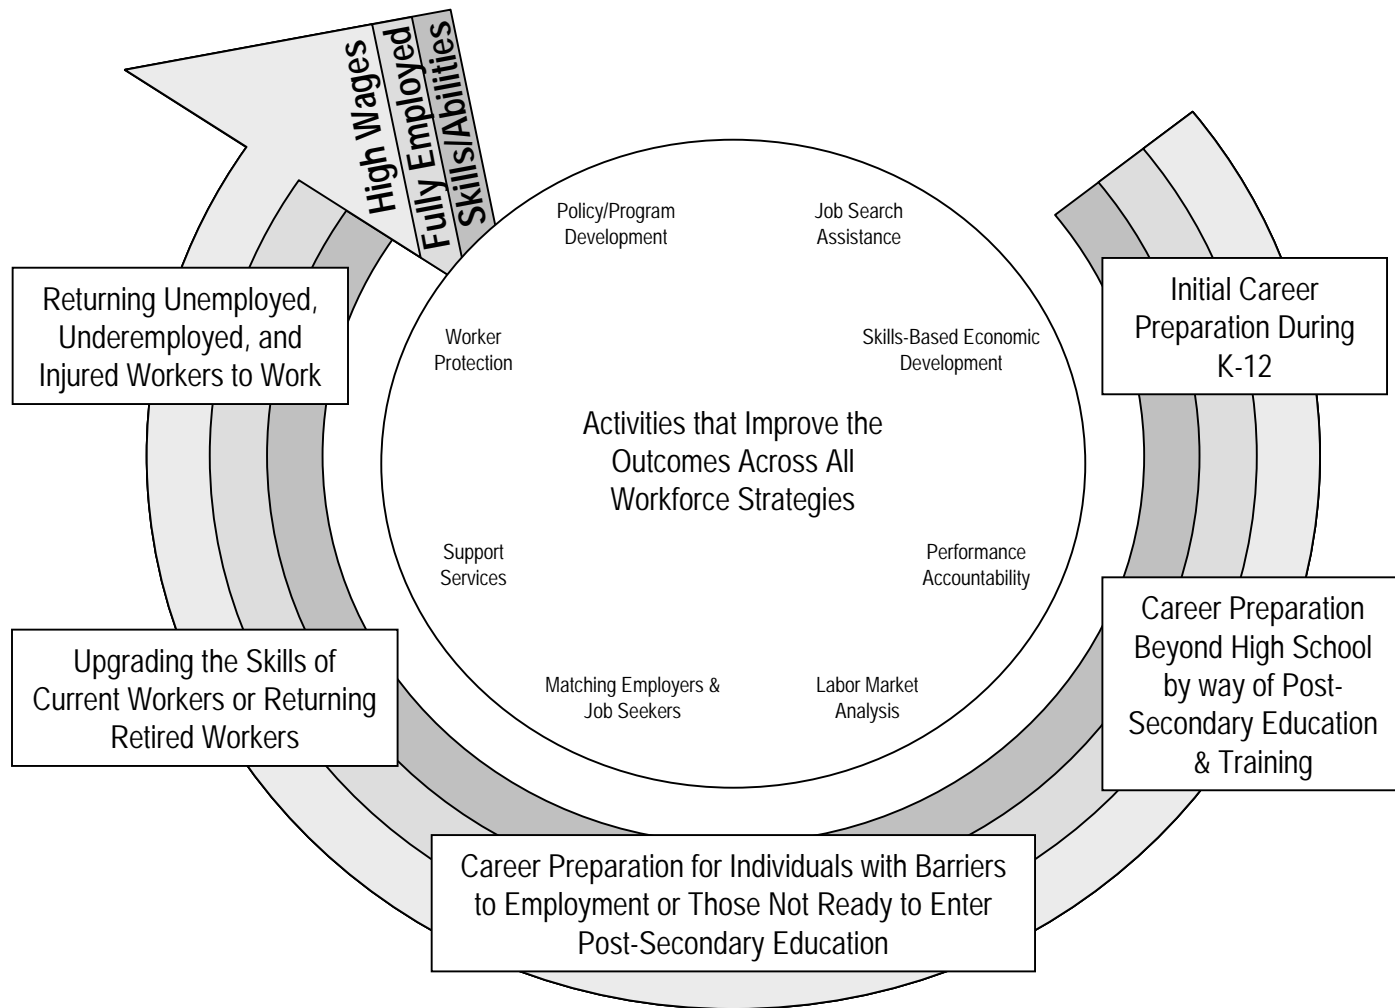 High Wages
Fully Employed
Skills/Abilities
Policy/Program
Development
Job Search
Assistance
Returning Unemployed,
Underemployed, and
Injured Workers to Work
Worker
Protection
Skills-Based Economic
Development
Initial Career
Preparation During
K-12
Activities that Improve the
Outcomes Across All
Workforce Strategies
Support
Services
Performance
Accountability
Upgrading the Skills of
Current Workers or Returning
Retired Workers
Matching Employers &
Job Seekers
Labor Market
Analysis
Career Preparation
Beyond High School
by way of Post-
Secondary Education
& Training
Career Preparation for Individuals with Barriers
to Employment or Those Not Ready to Enter
Post-Secondary Education